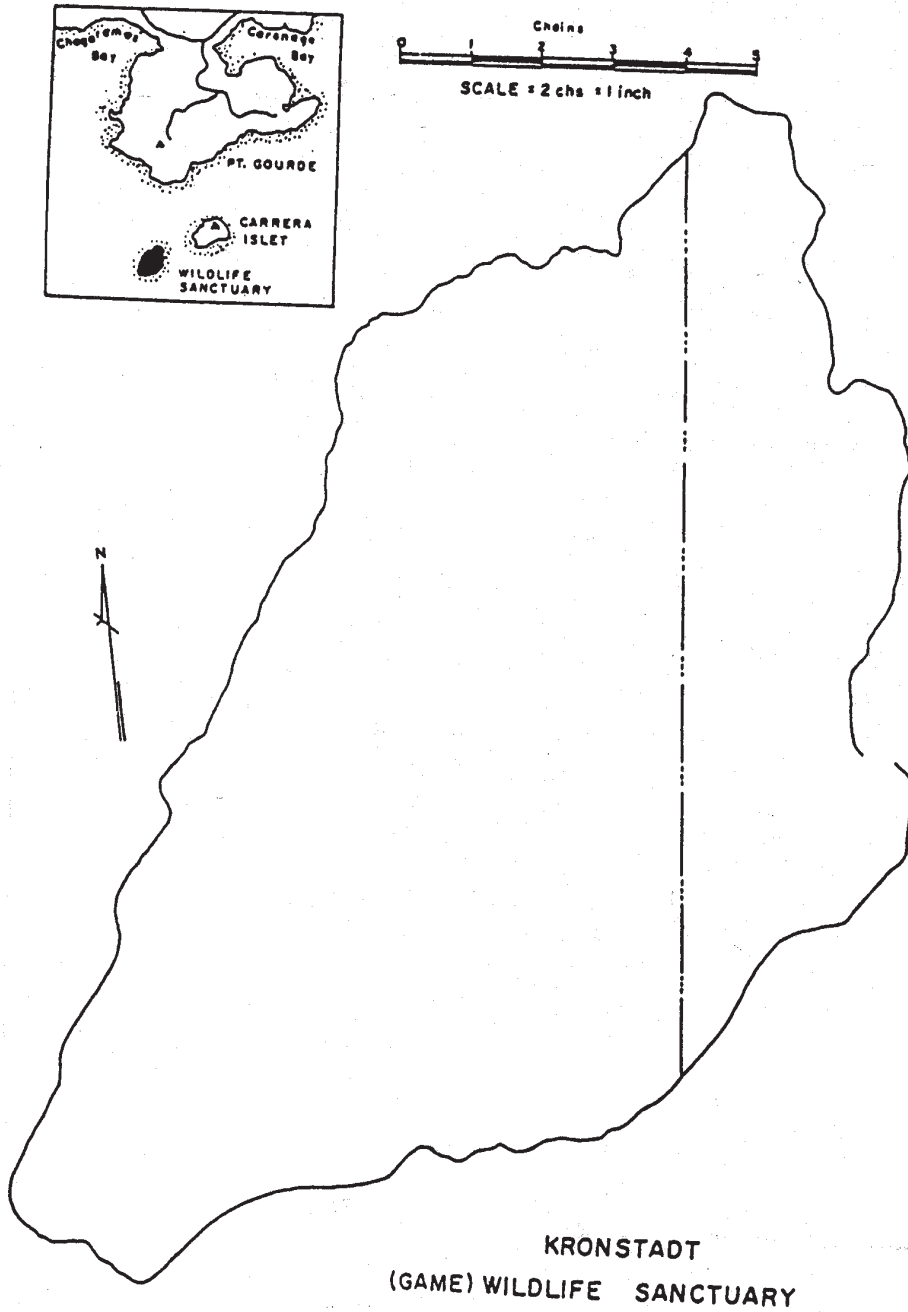 Chagaramas
Bay
Carenage
Bay
PT. GOURDE
CARRERA
ISLET
WILDLIFE
SANCTUARY
Chains
0 1 2 3 4 5
SCALE = 2 chs = 1 inch
N
KRONSTADT
(GAME) WILDLIFE SANCTUARY